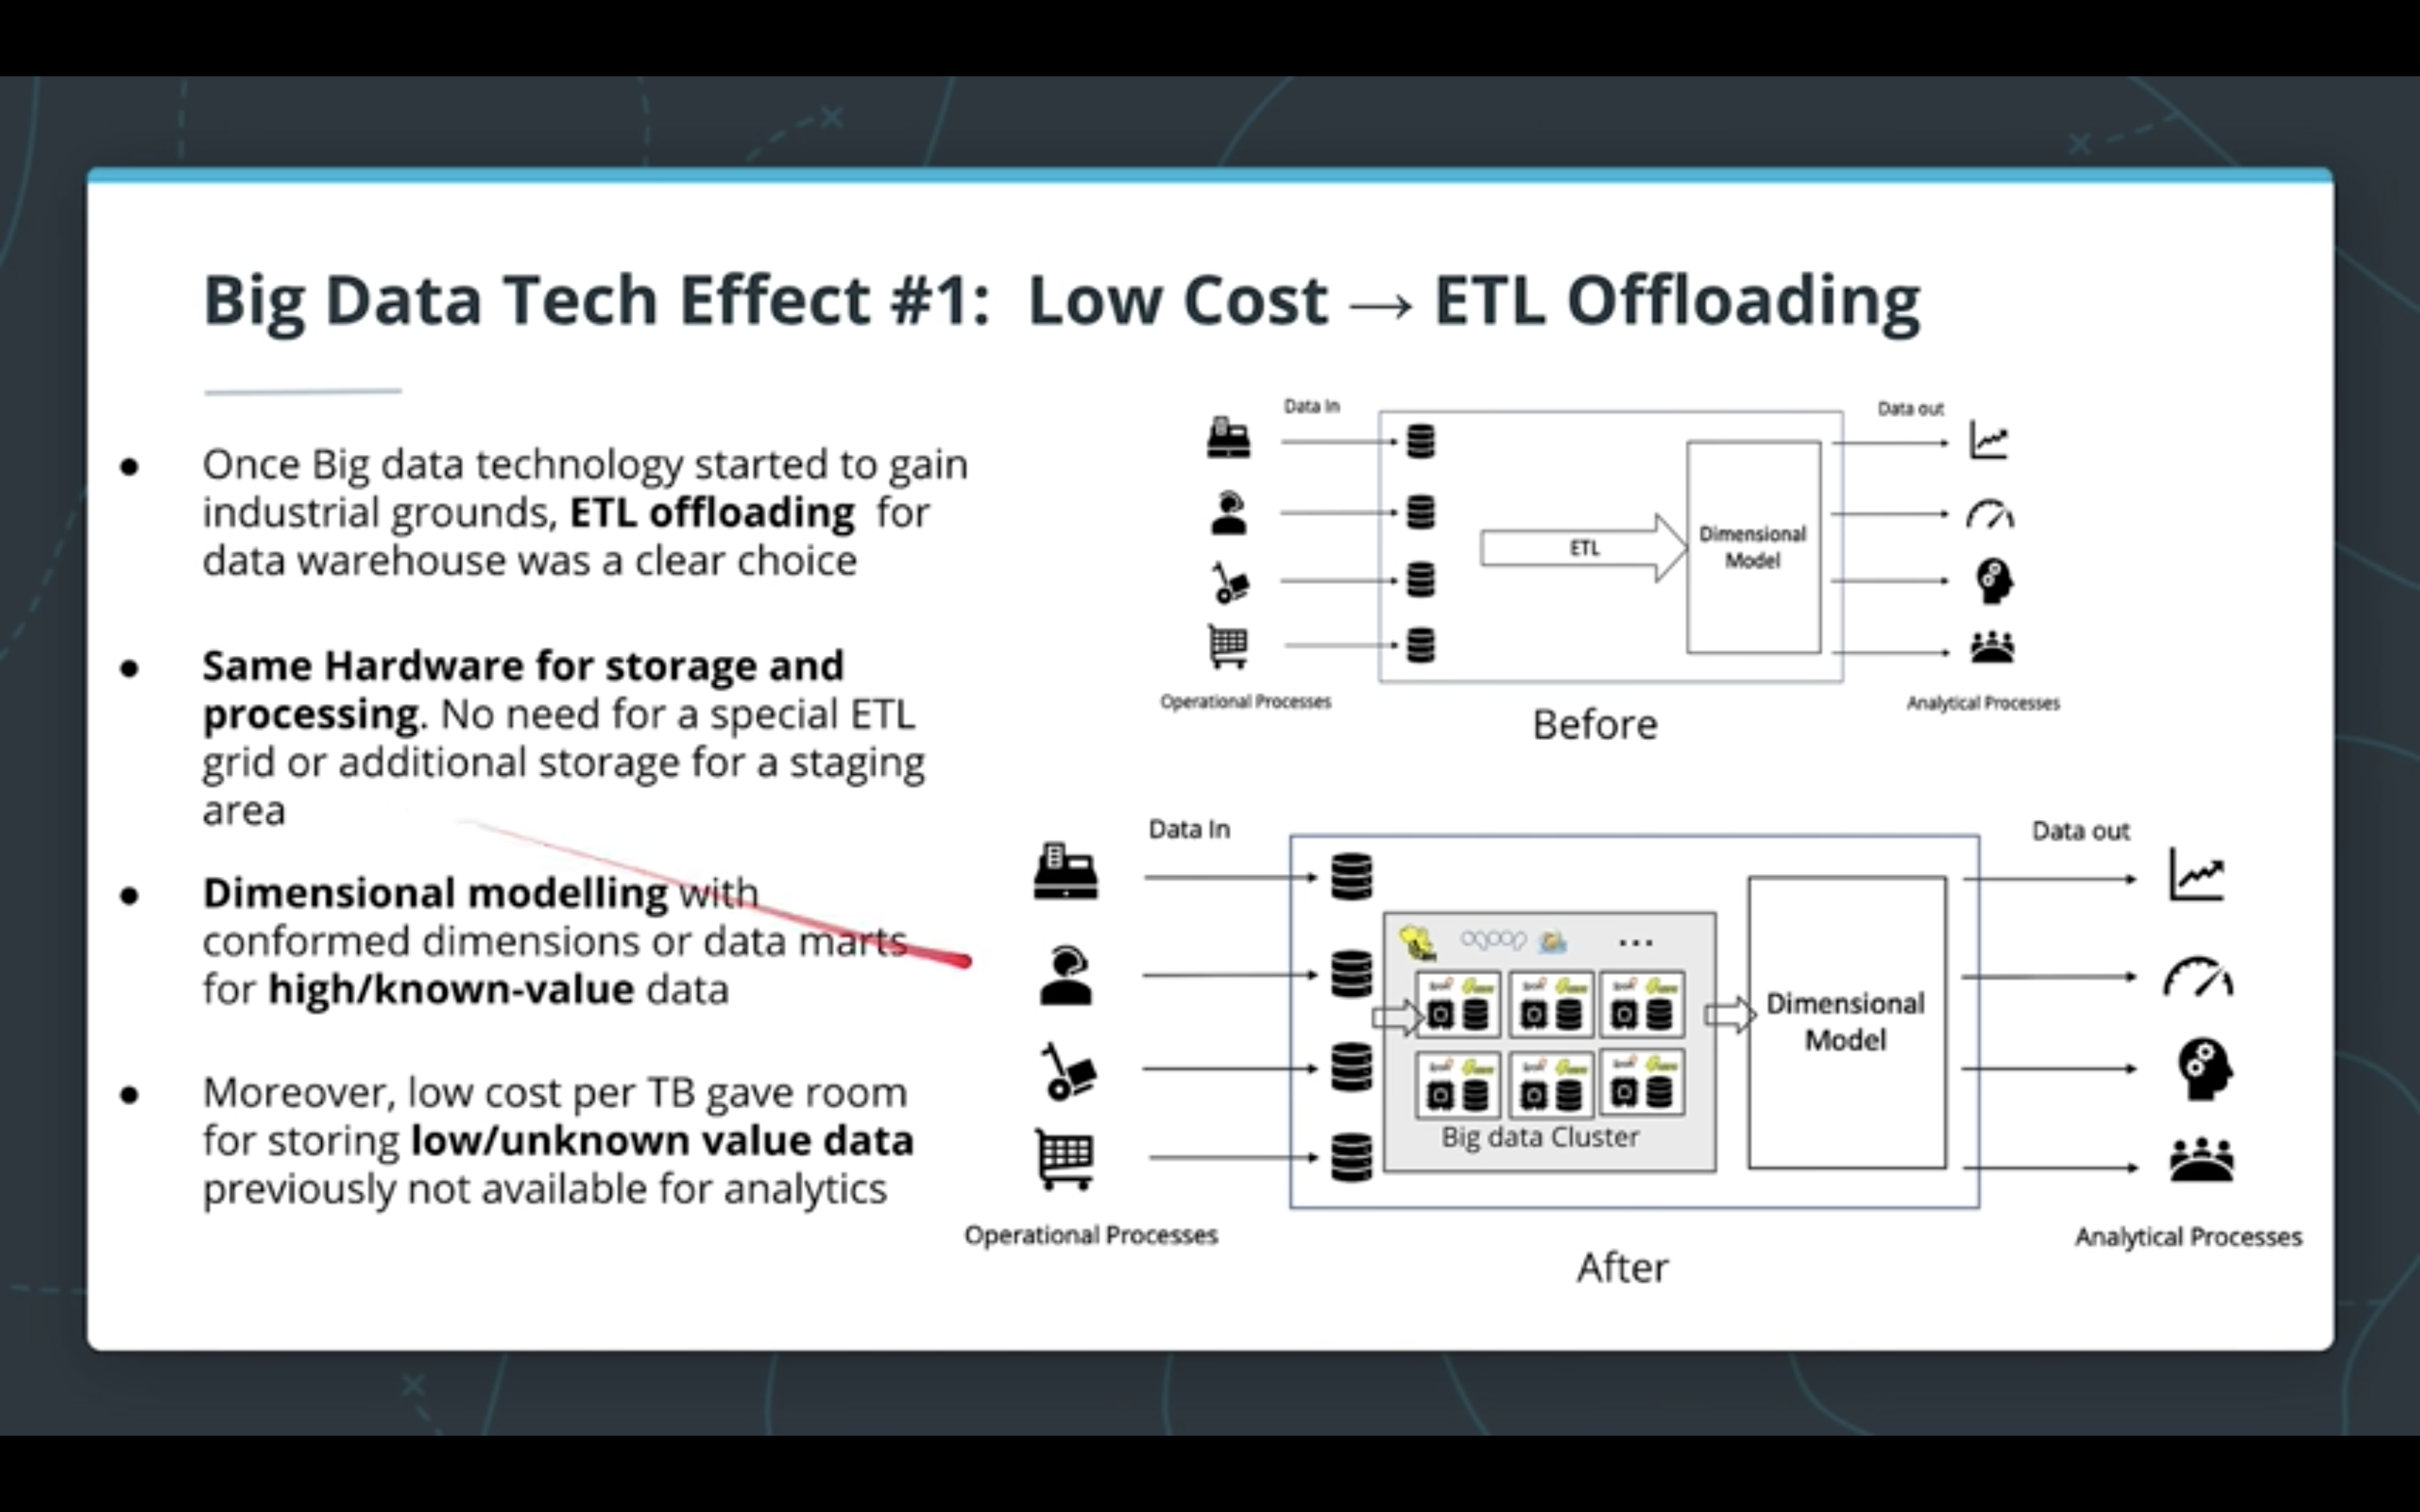 Big Data Tech Effect #1: Low Cost → ETL Offloading
● Once Big data technology started to gain
industrial grounds, ETL offloading for
data warehouse was a clear choice
● Same Hardware for storage and
processing. No need for a special ETL
grid or additional storage for a staging
area
● Dimensional modelling with
conformed dimensions or data marts
for high/known-value data
● Moreover, low cost per TB gave room
for storing low/unknown value data
previously not available for analytics
Data In
Data out
ETL
Dimensional
Model
Operational Processes
Analytical Processes
Before
Data In
Data out
sqoop
...
Dimensional
Model
Big data Cluster
Operational Processes
Analytical Processes
After